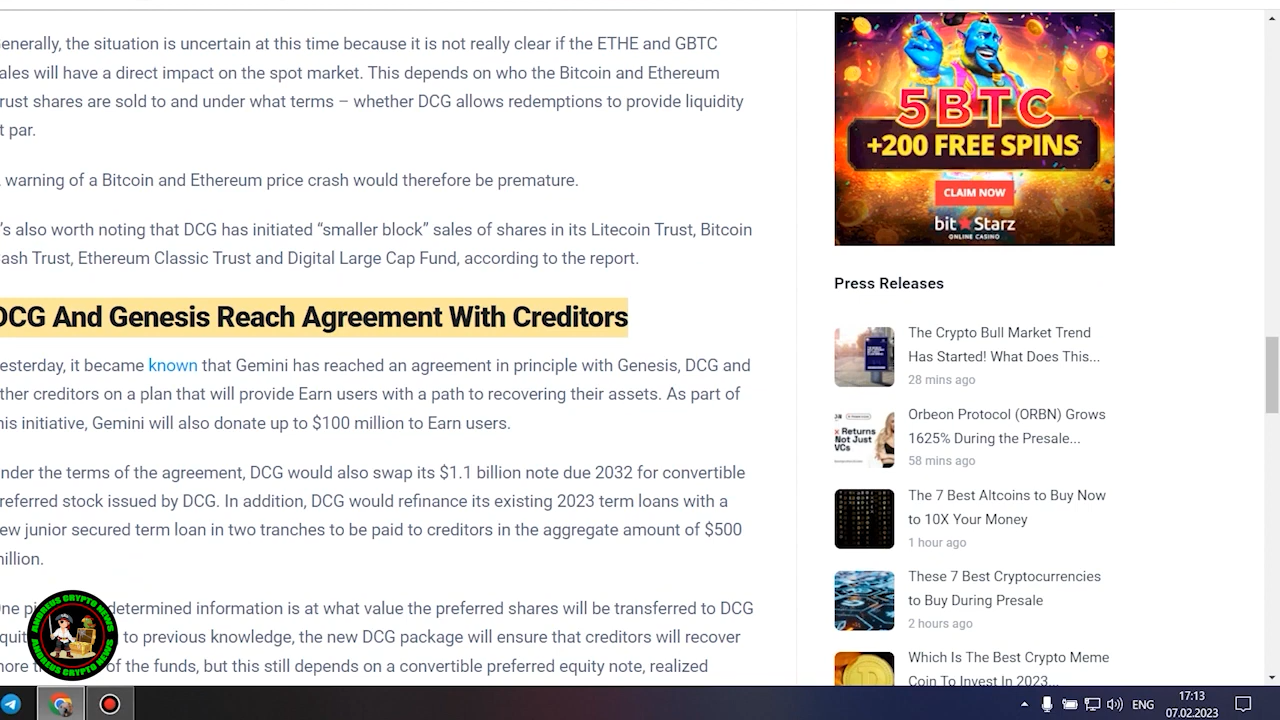 enerally, the situation is uncertain at this time because it is not really clear if the ETHE and GBTC
ales will have a direct impact on the spot market. This depends on who the Bitcoin and Ethereum
rust shares are sold to and under what terms – whether DCG allows redemptions to provide liquidity
t par.
warning of a Bitcoin and Ethereum price crash would therefore be premature.
's also worth noting that DCG has initiated “smaller block” sales of shares in its Litecoin Trust, Bitcoin
ash Trust, Ethereum Classic Trust and Digital Large Cap Fund, according to the report.
DCG And Genesis Reach Agreement With Creditors
esterday, it became known that Gemini has reached an agreement in principle with Genesis, DCG and
ther creditors on a plan that will provide Earn users with a path to recovering their assets. As part of
his initiative, Gemini will also donate up to $100 million to Earn users.
nder the terms of the agreement, DCG would also swap its $1.1 billion note due 2032 for convertible
referred stock issued by DCG. In addition, DCG would refinance its existing 2023 term loans with a
ew junior secured term loan in two tranches to be paid to creditors in the aggregate amount of $500
illion.
ne pi determined information is at what value the preferred shares will be transferred to DCG
quit to previous knowledge, the new DCG package will ensure that creditors will recover
ore of the funds, but this still depends on a convertible preferred equity note, realized
ANDREUS CRYPTO NEWS
ANDREUS CRYPTO NEWS
5BTC
+200 FREE SPINS
CLAIM NOW
bitStarz
ONLINE CASINO
Press Releases
The Crypto Bull Market Trend
Has Started! What Does This...
28 mins ago
Orbeon Protocol (ORBN) Grows
1625% During the Presale...
58 mins ago
Returns
Not Just
VCs
The 7 Best Altcoins to Buy Now
to 10X Your Money
1 hour ago
These 7 Best Cryptocurrencies
to Buy During Presale
2 hours ago
Which Is The Best Crypto Meme
Coin To Invest In 2023...
ENG
17:13
07.02.2023